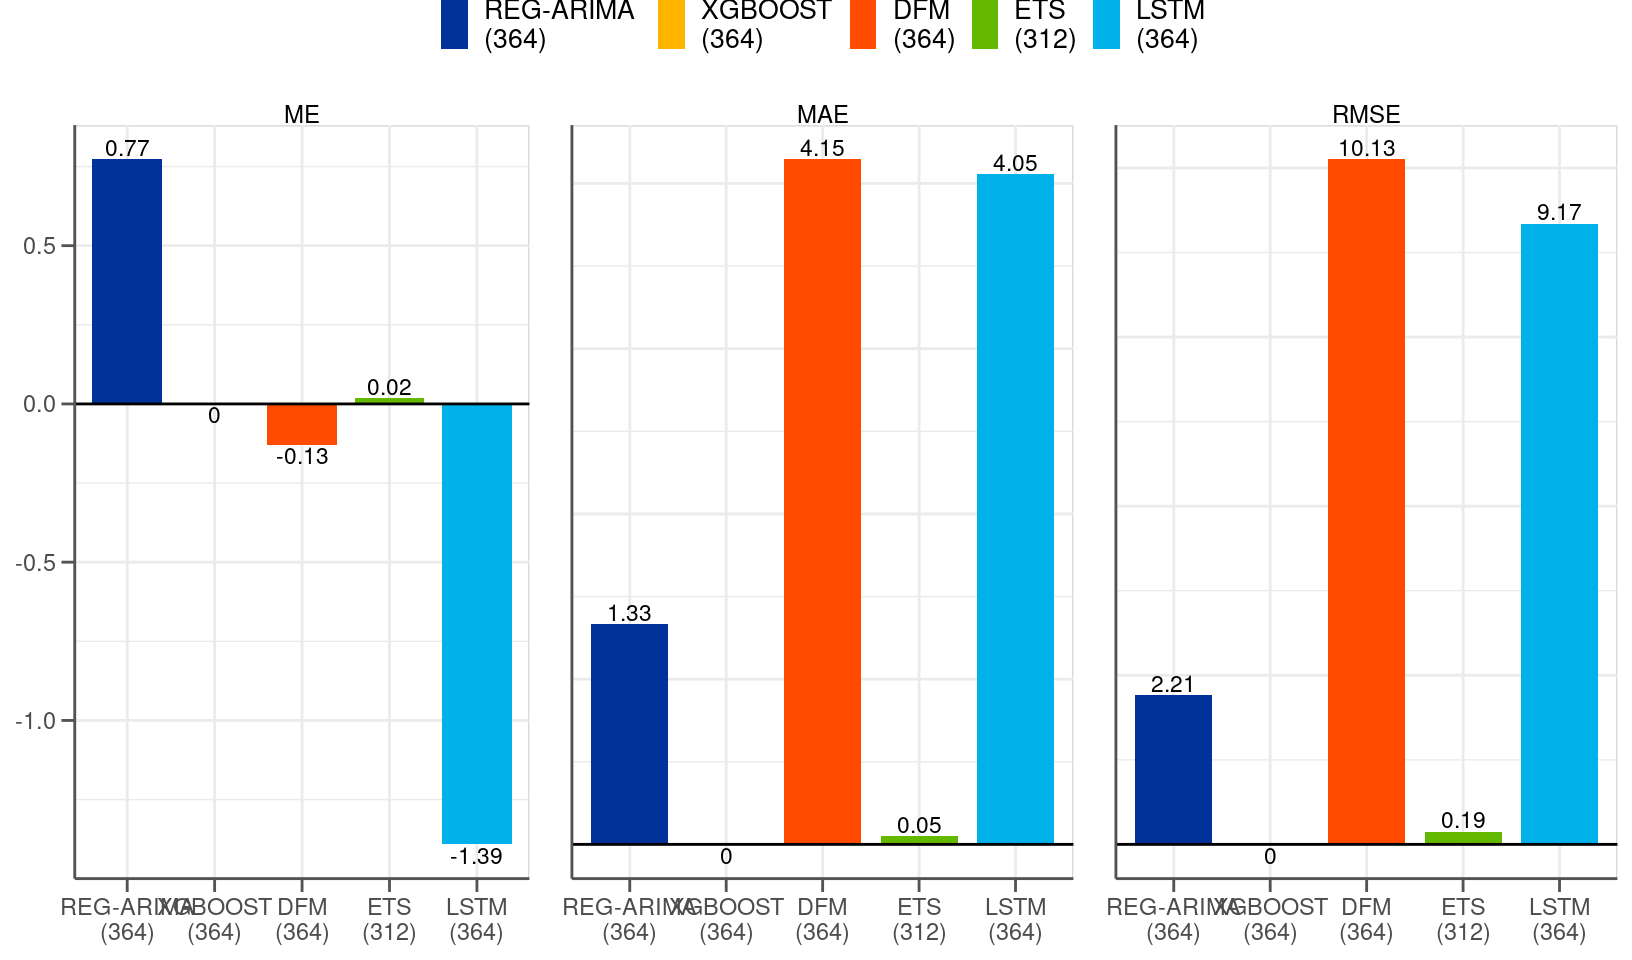 REG-ARIMA XGBOOST DFM ETS LSTM
(364) (364) (364) (312) (364)
ME MAE RMSE
0.77 4.15 4.05 10.13 9.17
0.5
0.02
0.0
0
-0.13
-0.5
1.33
2.21
-1.0
0.05 0.19
-1.39 0 0
REG-ARIMA XGBOOST DFM ETS LSTM REG-ARIMA XGBOOST DFM ETS LSTM REG-ARIMA XGBOOST DFM ETS LSTM
(364) (364) (364) (312) (364) (364) (364) (364) (312) (364) (364) (364) (364) (312) (364)